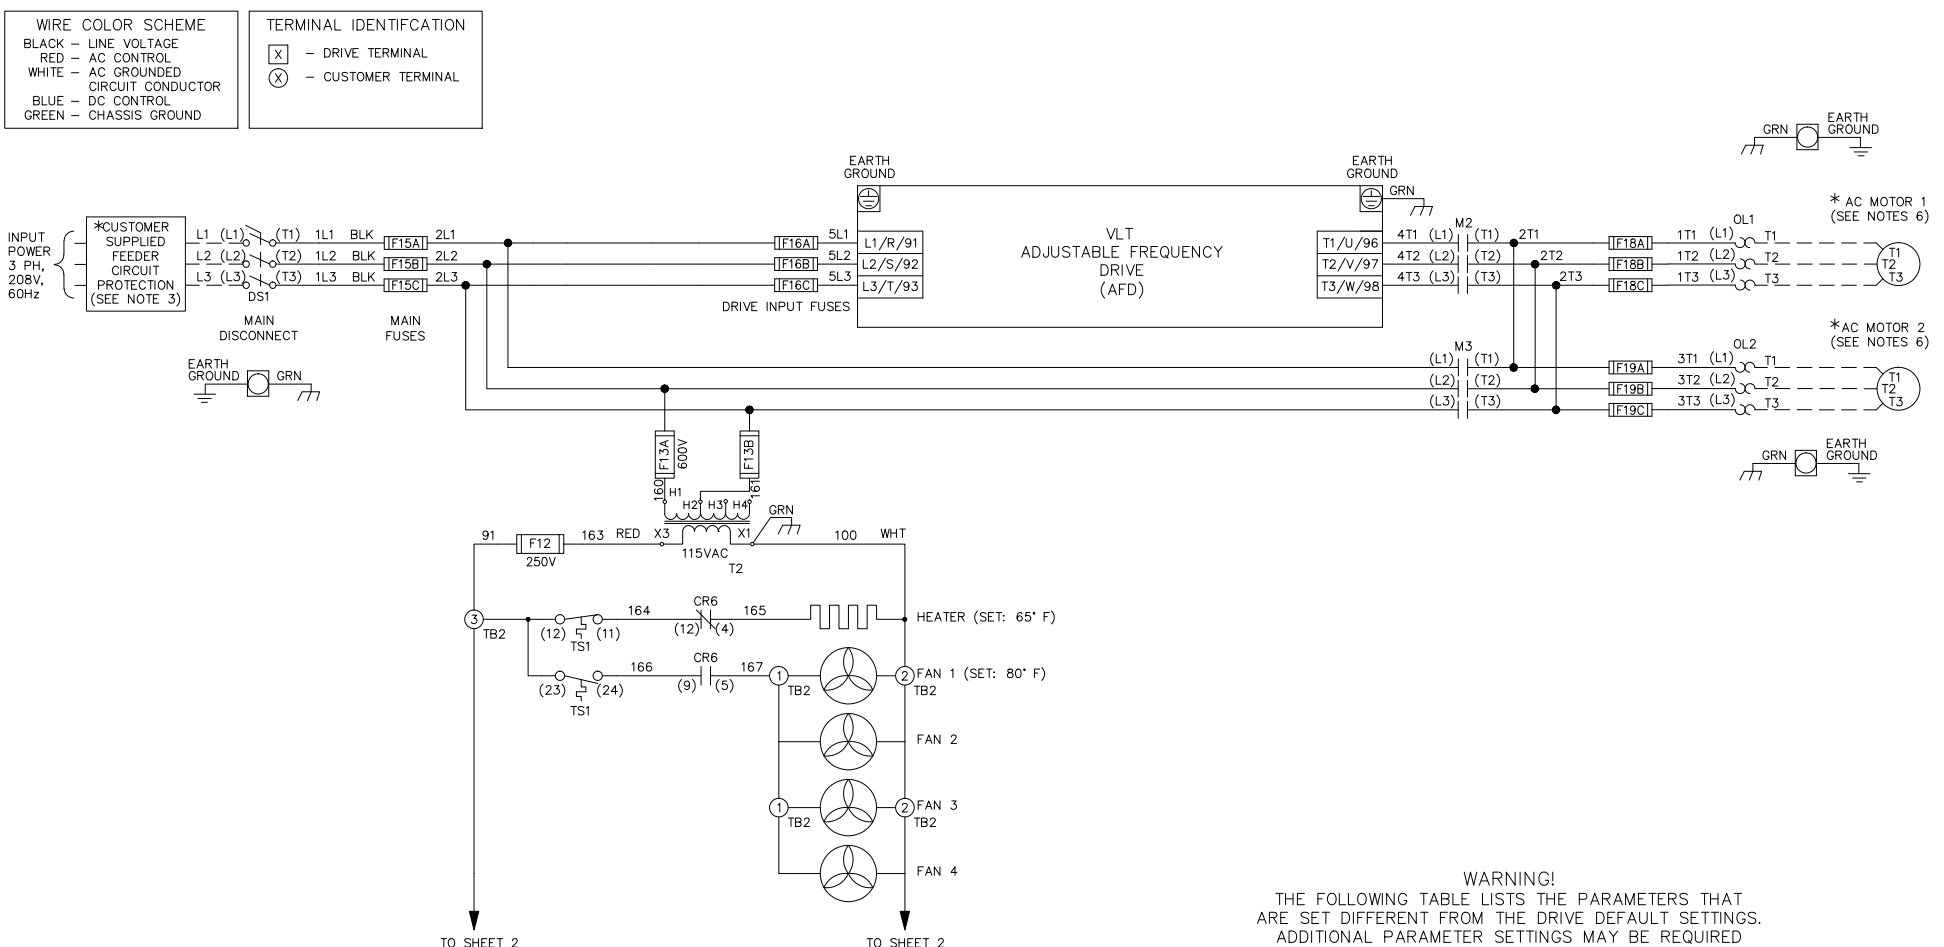 WIRE COLOR SCHEME
BLACK – LINE VOLTAGE
RED – AC CONTROL
WHITE – AC GROUNDED
CIRCUIT CONDUCTOR
BLUE – DC CONTROL
GREEN – CHASSIS GROUND
TERMINAL IDENTIFCATION
X – DRIVE TERMINAL
X – CUSTOMER TERMINAL
INPUT
POWER
3 PH,
208V,
60Hz
*CUSTOMER
SUPPLIED
FEEDER
CIRCUIT
PROTECTION
(SEE NOTE 3)
L1 (L1) (T1) 1L1 BLK F15A 2L1
L2 (L2) (T2) 1L2 BLK F15B 2L2
L3 (L3) (T3) 1L3 BLK F15C 2L3
DS1
MAIN
DISCONNECT
MAIN
FUSES
EARTH
GROUND GRN
F16A 5L1 L1/R/91
F16B 5L2 L2/S/92
F16C 5L3 L3/T/93
DRIVE INPUT FUSES
EARTH
GROUND
VLT
ADJUSTABLE FREQUENCY
DRIVE
(AFD)
EARTH
GROUND
GRN
T1/U/96 4T1 (L1) M2 (T1) 2T1
T2/V/97 4T2 (L2) (T2) 2T2
T3/W/98 4T3 (L3) (T3) 2T3
F18A 1T1 (L1) OL1 T1
F18B 1T2 (L2) T2
F18C 1T3 (L3) T3
GRN EARTH
GROUND
* AC MOTOR 1
(SEE NOTES 6)
T1
T2
T3
(L1) M3 (T1)
(L2) (T2)
(L3) (T3)
F19A 3T1 (L1) OL2 T1
F19B 3T2 (L2) T2
F19C 3T3 (L3) T3
*AC MOTOR 2
(SEE NOTES 6)
T1
T2
T3
GRN EARTH
GROUND
F13A
600V
F13B
160
161
H1
H2 H3 H4
GRN
91 F12 163 RED X3 X1 100 WHT
250V
115VAC
T2
3
TB2
(12) (11) 164 CR6 165 HEATER (SET: 65° F)
TS1
(12) (4)
(23) (24) 166 CR6 167 1 2 FAN 1 (SET: 80° F)
TS1
(9) (5)
TB2 TB2
FAN 2
1 2 FAN 3
TB2 TB2
FAN 4
TO SHEET 2
TO SHEET 2
WARNING!
THE FOLLOWING TABLE LISTS THE PARAMETERS THAT
ARE SET DIFFERENT FROM THE DRIVE DEFAULT SETTINGS.
ADDITIONAL PARAMETER SETTINGS MAY BE REQUIRED